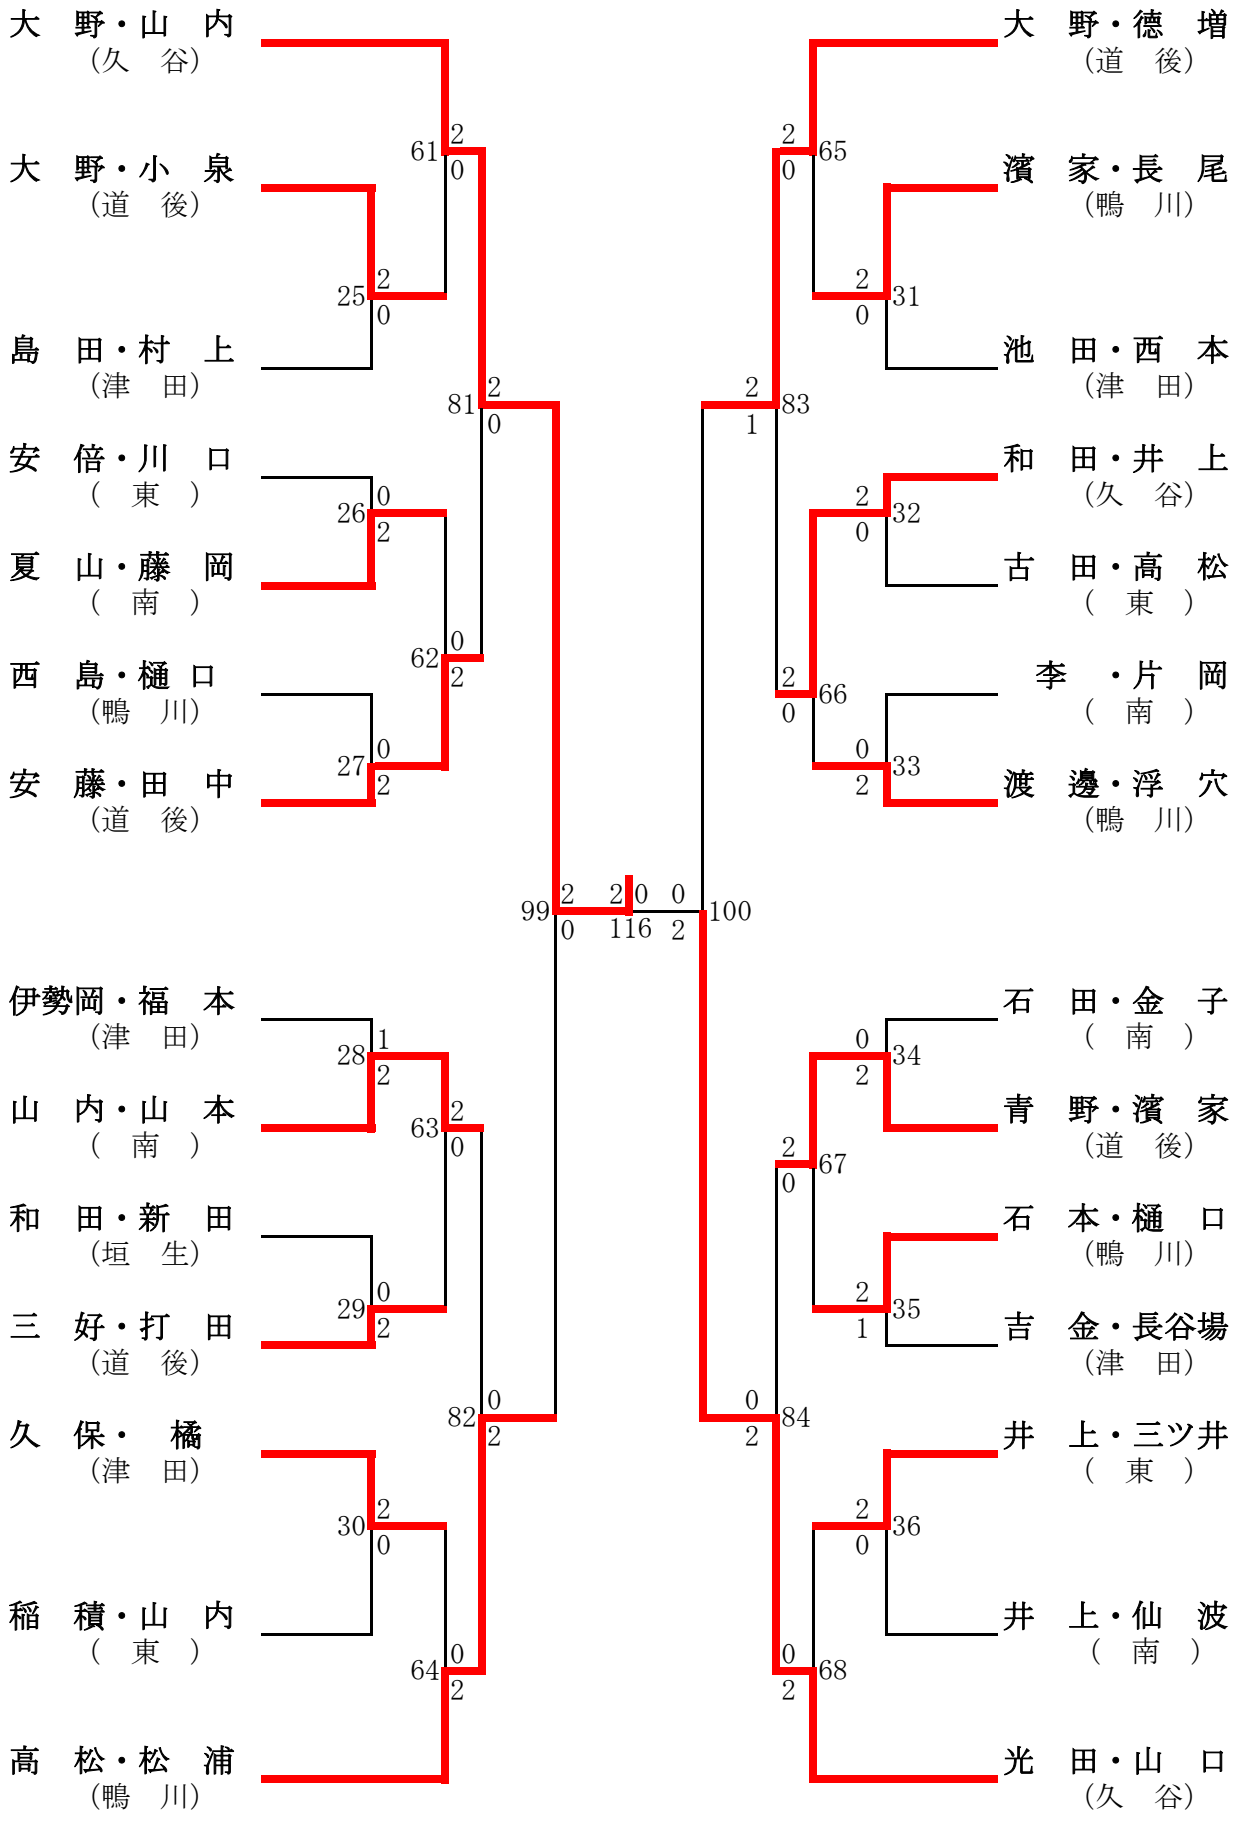 大　野・山　内
（久　谷）
大　野・小　泉
（道　後）
島　田・村　上
（津　田）
安　倍・川　口
（　東　）
夏　山・藤　岡
（　南　）
西　島・樋　口
（鴨　川）
安　藤・田　中
（道　後）
伊勢岡・福　本
（津　田）
山　内・山　本
（　南　）
和　田・新　田
（垣　生）
三　好・打　田
（道　後）
久　保・　橘
（津　田）
稲　積・山　内
（　東　）
高　松・松　浦
（鴨　川）
61
2
0
25
2
0
81
2
0
26
0
2
62
0
2
27
0
2
99
2
0
2 0
116
28
1
2
63
2
0
29
0
2
82
0
2
30
2
0
64
0
2
2
0
65
2
0
31
2
1
83
2
0
32
2
0
66
0
2
33
0
2
100
0
2
34
2
0
67
2
1
35
0
2
84
2
0
36
0
2
68
大　野・德　増
（道　後）
濱　家・長　尾
（鴨　川）
池　田・西　本
（津　田）
和　田・井　上
（久　谷）
古　田・高　松
（　東　）
李　・片　岡
（　南　）
渡　邊・浮　穴
（鴨　川）
石　田・金　子
（　南　）
青　野・濱　家
（道　後）
石　本・樋　口
（鴨　川）
吉　金・長谷場
（津　田）
井　上・三ツ井
（　東　）
井　上・仙　波
（　南　）
光　田・山　口
（久　谷）